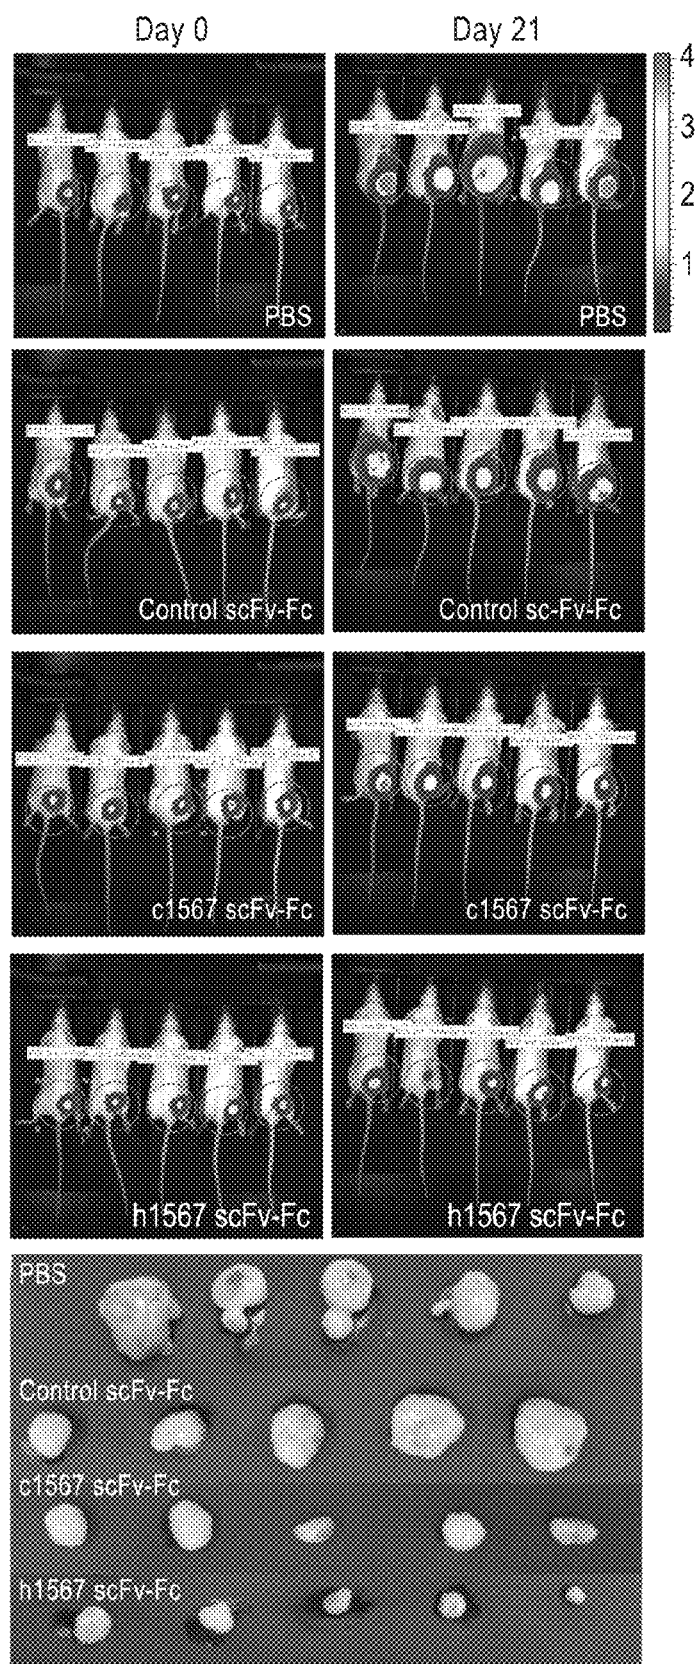 Day 0 Day 21
4
3
2
1
PBS PBS
Control scFv-Fc Control sc-Fv-Fc
c1567 scFv-Fc c1567 scFv-Fc
h1567 scFv-Fc h1567 scFv-Fc
PBS
Control scFv-Fc
c1567 scFv-Fc
h1567 scFv-Fc